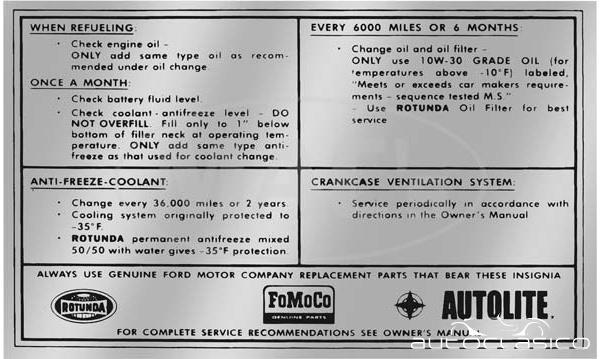 WHEN REFUELING:
· Check engine oil –
ONLY add same type oil as recom-
mended under oil change
ONCE A MONTH:
· Check battery fluid level.
· Check coolant-antifreeze level – DO
NOT OVERFILL. Fill only to 1" below
bottom of filler neck at operating tem-
perature. ONLY add same type anti-
freeze as that used for coolant change.
EVERY 6000 MILES OR 6 MONTHS:
· Change oil and oil filter –
ONLY use 10W-30 GRADE OIL (for
temperatures above -10°F) labeled,
"Meets or exceeds car makers require-
ments – sequence tested M.S."
– Use ROTUNDA Oil Filter for best
service
ANTI-FREEZE-COOLANT:
· Change every 36,000 miles or 2 years.
· Cooling system originally protected to
-35°F.
· ROTUNDA permanent antifreeze mixed
50/50 with water gives -35°F protection.
CRANKCASE VENTILATION SYSTEM:
· Service periodically in accordance with
directions in the Owner's Manual
ALWAYS USE GENUINE FORD MOTOR COMPANY REPLACEMENT PARTS THAT BEAR THESE INSIGNIA
ROTUNDA
FoMoCo
GENUINE PARTS
AUTOLITE
FOR COMPLETE SERVICE RECOMMENDATIONS SEE OWNER'S MANUAL
autoclasico